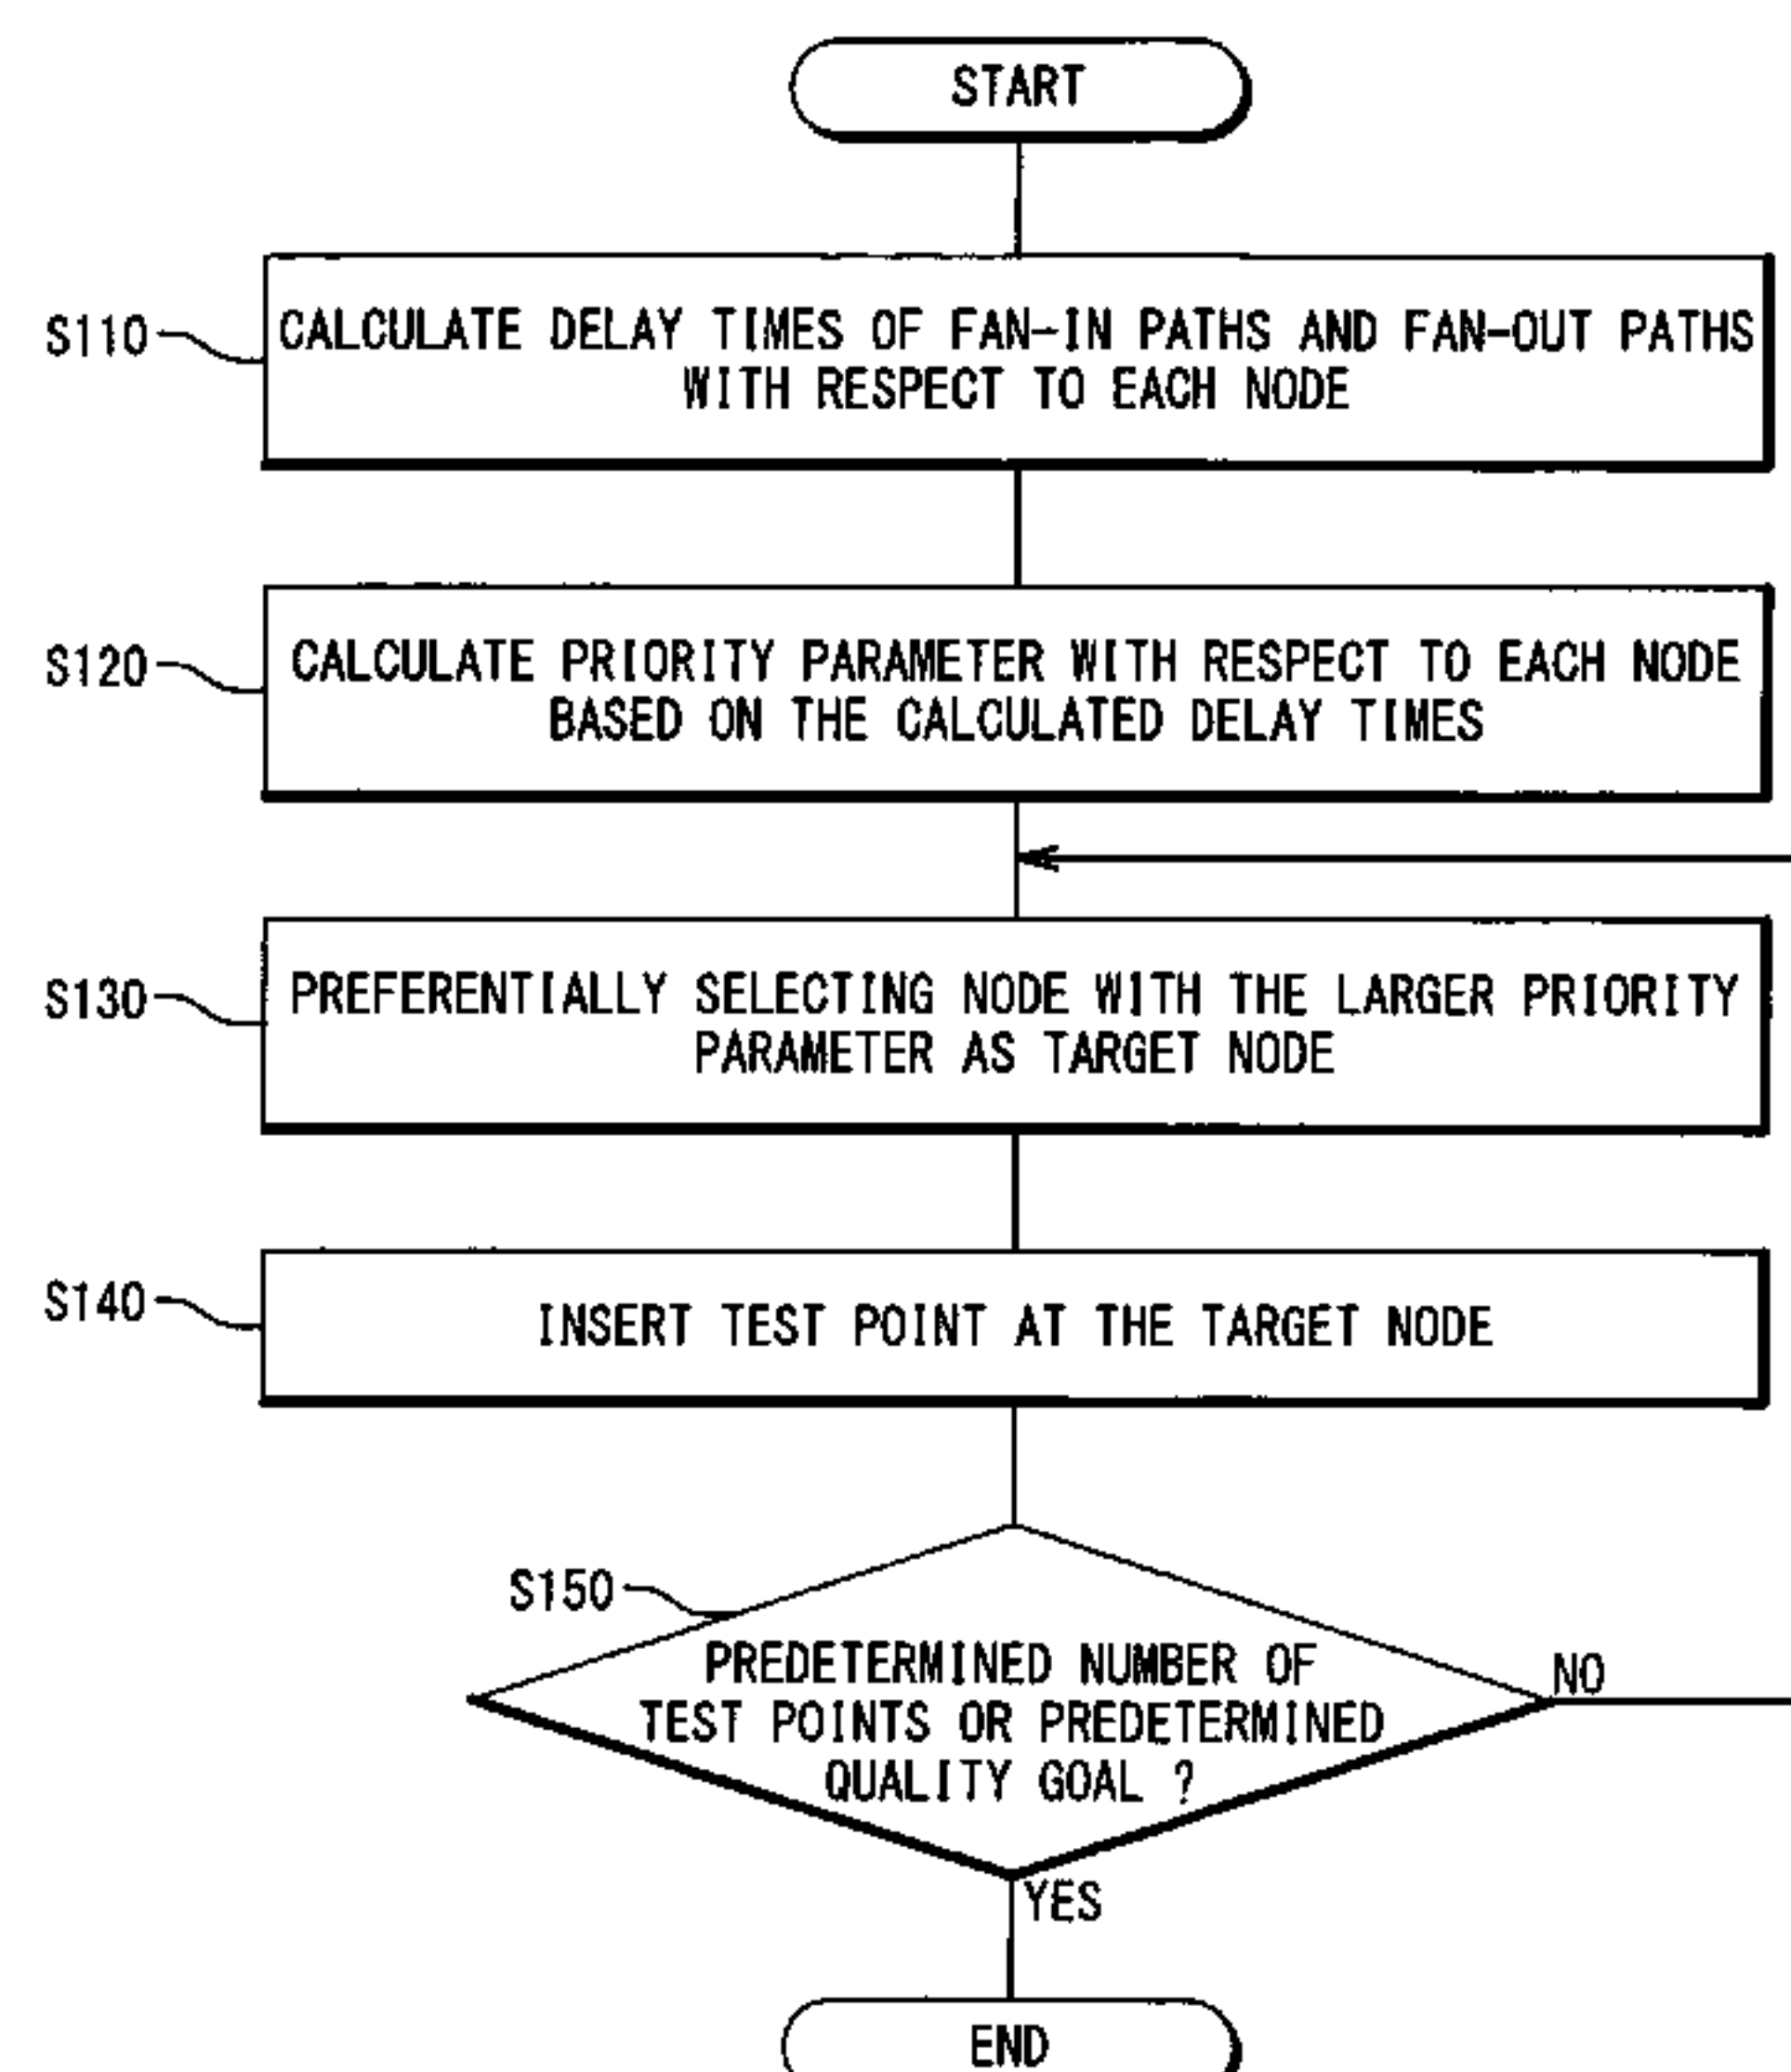 START
S110
CALCULATE DELAY TIMES OF FAN-IN PATHS AND FAN-OUT PATHS
WITH RESPECT TO EACH NODE
S120
CALCULATE PRIORITY PARAMETER WITH RESPECT TO EACH NODE
BASED ON THE CALCULATED DELAY TIMES
S130
PREFERENTIALLY SELECTING NODE WITH THE LARGER PRIORITY
PARAMETER AS TARGET NODE
S140
INSERT TEST POINT AT THE TARGET NODE
S150
PREDETERMINED NUMBER OF
TEST POINTS OR PREDETERMINED
QUALITY GOAL ?
NO
YES
END